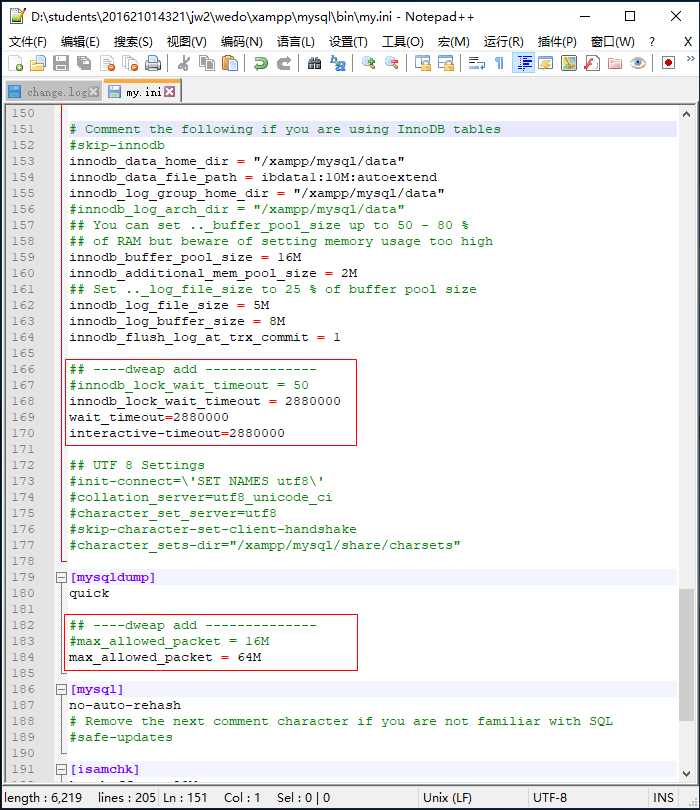 D:\students\201621014321\jw2\wedo\xampp\mysql\bin\my.ini - Notepad++
文件(F) 编辑(E) 搜索(S) 视图(V) 编码(N) 语言(L) 设置(T) 工具(O) 宏(M) 运行(R) 插件(P) 窗口(W) ? X
change.log my.ini
150
151 # Comment the following if you are using InnoDB tables
152 #skip-innodb
153 innodb_data_home_dir = "/xampp/mysql/data"
154 innodb_data_file_path = ibdata1:10M:autoextend
155 innodb_log_group_home_dir = "/xampp/mysql/data"
156 #innodb_log_arch_dir = "/xampp/mysql/data"
157 ## You can set .._buffer_pool_size up to 50 - 80 %
158 ## of RAM but beware of setting memory usage too high
159 innodb_buffer_pool_size = 16M
160 innodb_additional_mem_pool_size = 2M
161 ## Set .._log_file_size to 25 % of buffer pool size
162 innodb_log_file_size = 5M
163 innodb_log_buffer_size = 8M
164 innodb_flush_log_at_trx_commit = 1
165
166 ## ----dweap add --------------
167 #innodb_lock_wait_timeout = 50
168 innodb_lock_wait_timeout = 2880000
169 wait_timeout=2880000
170 interactive-timeout=2880000
171
172 ## UTF 8 Settings
173 #init-connect=\'SET NAMES utf8\'
174 #collation_server=utf8_unicode_ci
175 #character_set_server=utf8
176 #skip-character-set-client-handshake
177 #character_sets-dir="/xampp/mysql/share/charsets"
178
179 [mysqldump]
180 quick
181
182 ## ----dweap add --------------
183 #max_allowed_packet = 16M
184 max_allowed_packet = 64M
185
186 [mysql]
187 no-auto-rehash
188 # Remove the next comment character if you are not familiar with SQL
189 #safe-updates
190
191 [isamchk]
length : 6,219 lines : 205 Ln : 151 Col : 1 Sel : 0 | 0 Unix (LF) UTF-8 INS